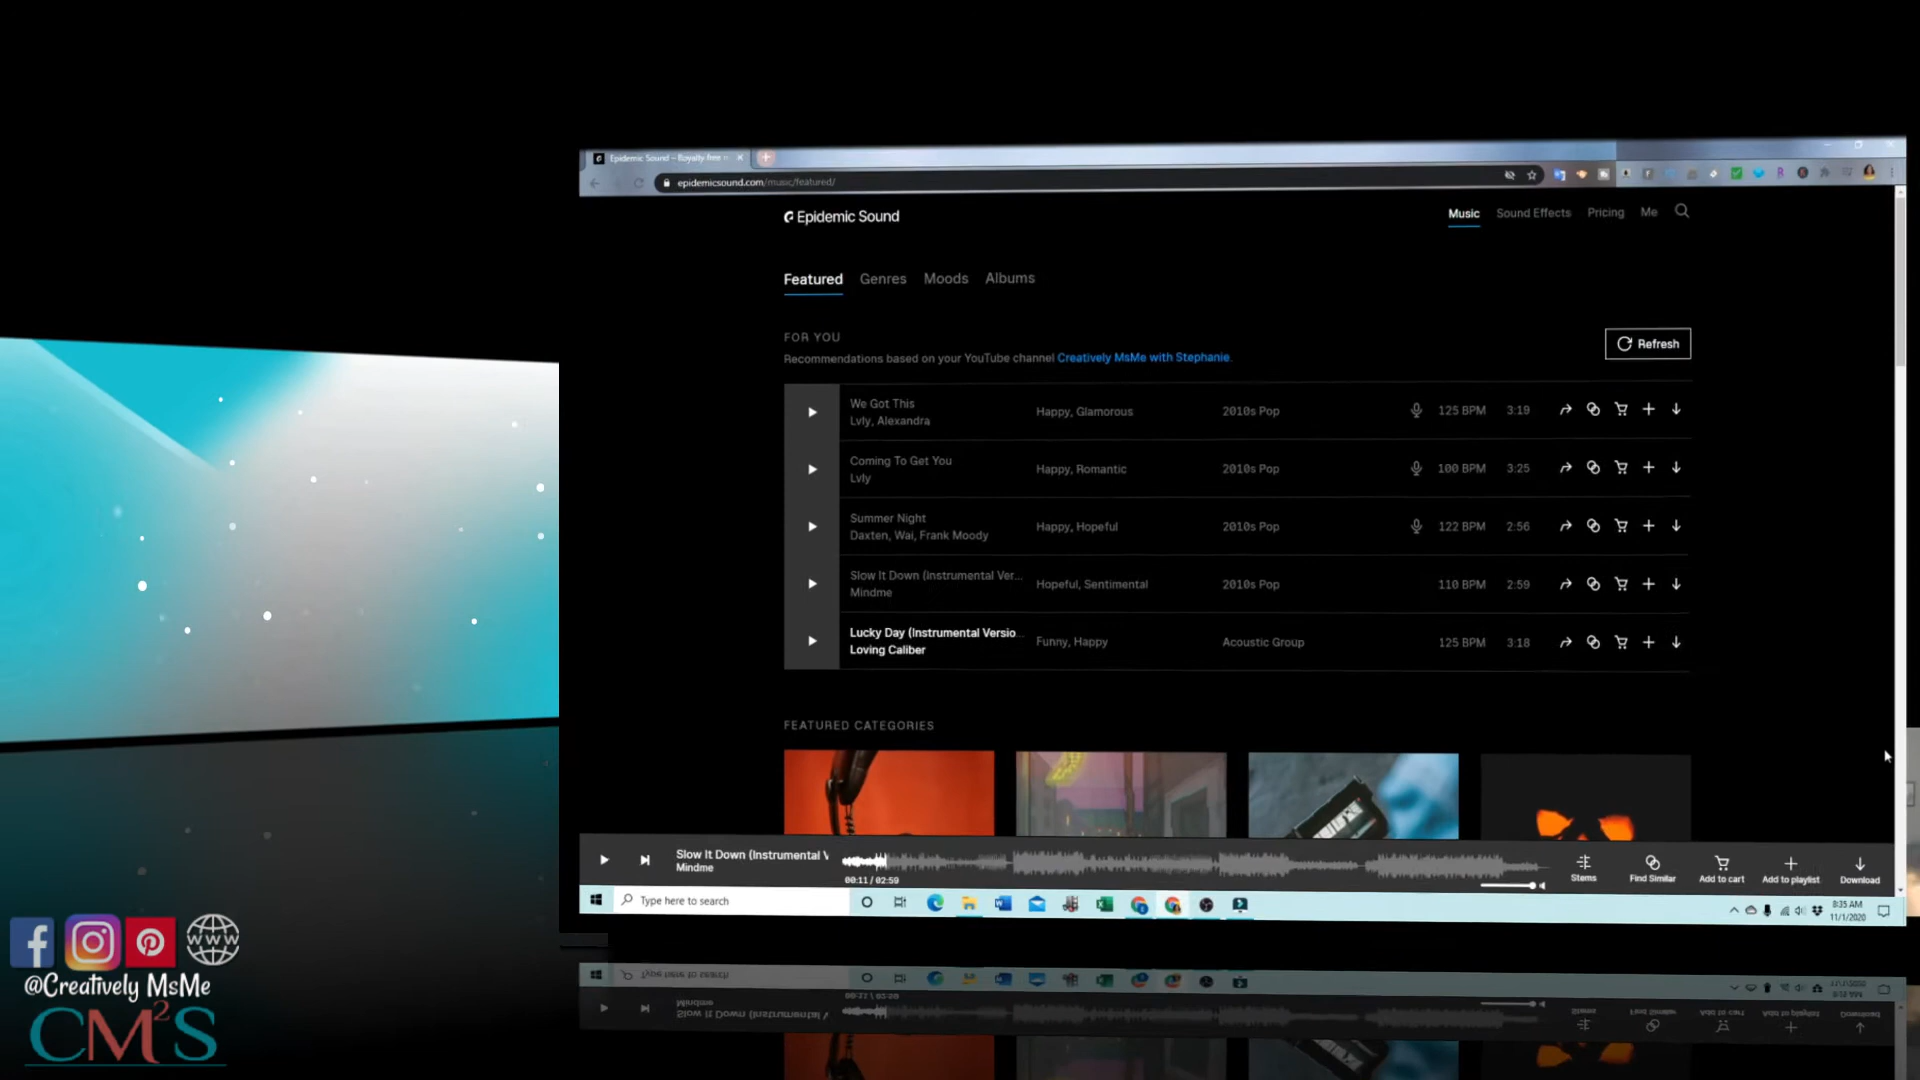 Epidemic Sound – Royalty free
epidemicsound.com/music/featured/
Epidemic Sound
Music Sound Effects Pricing Me
Featured Genres Moods Albums
FOR YOU
Refresh
Recommendations based on your YouTube channel Creatively MsMe with Stephanie.
We Got This
Lvly, Alexandra
Happy, Glamorous 2010s Pop 125 BPM 3:19
Coming To Get You
Lvly
Happy, Romantic 2010s Pop 100 BPM 3:25
Summer Night
Daxten, Wai, Frank Moody
Happy, Hopeful 2010s Pop 122 BPM 2:56
Slow It Down (Instrumental Ver...
Mindme
Hopeful, Sentimental 2010s Pop 110 BPM 2:59
Lucky Day (Instrumental Versio...
Loving Caliber
Funny, Happy Acoustic Group 125 BPM 3:18
FEATURED CATEGORIES
Slow It Down (Instrumental V
Mindme
00:11 / 02:59
Stems Find Similar Add to cart Add to playlist Download
Type here to search
8:35 AM
11/1/2020
www
@Creatively MsMe
CM²S